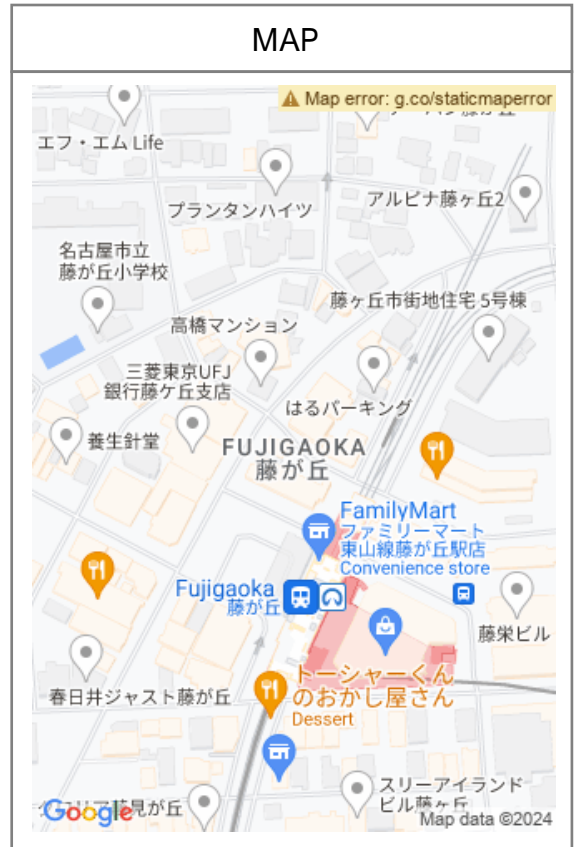 MAP
Map error: g.co/staticmaperror
エフ・エム Life
プランタンハイツ
アルビナ藤ヶ丘2
名古屋市立
藤が丘小学校
藤ヶ丘市街地住宅 5号棟
高橋マンション
三菱東京UFJ
銀行藤ケ丘支店
はるパーキング
養生針堂
FUJIGAOKA
藤が丘
FamilyMart
ファミリーマート
東山線藤が丘駅店
Convenience store
Fujigaoka
藤が丘
藤栄ビル
トーシャーくん
のおかし屋さん
Dessert
春日井ジャスト藤が丘
スリーアイランド
ビル藤ヶ丘
見が丘
Google
Map data ©2024